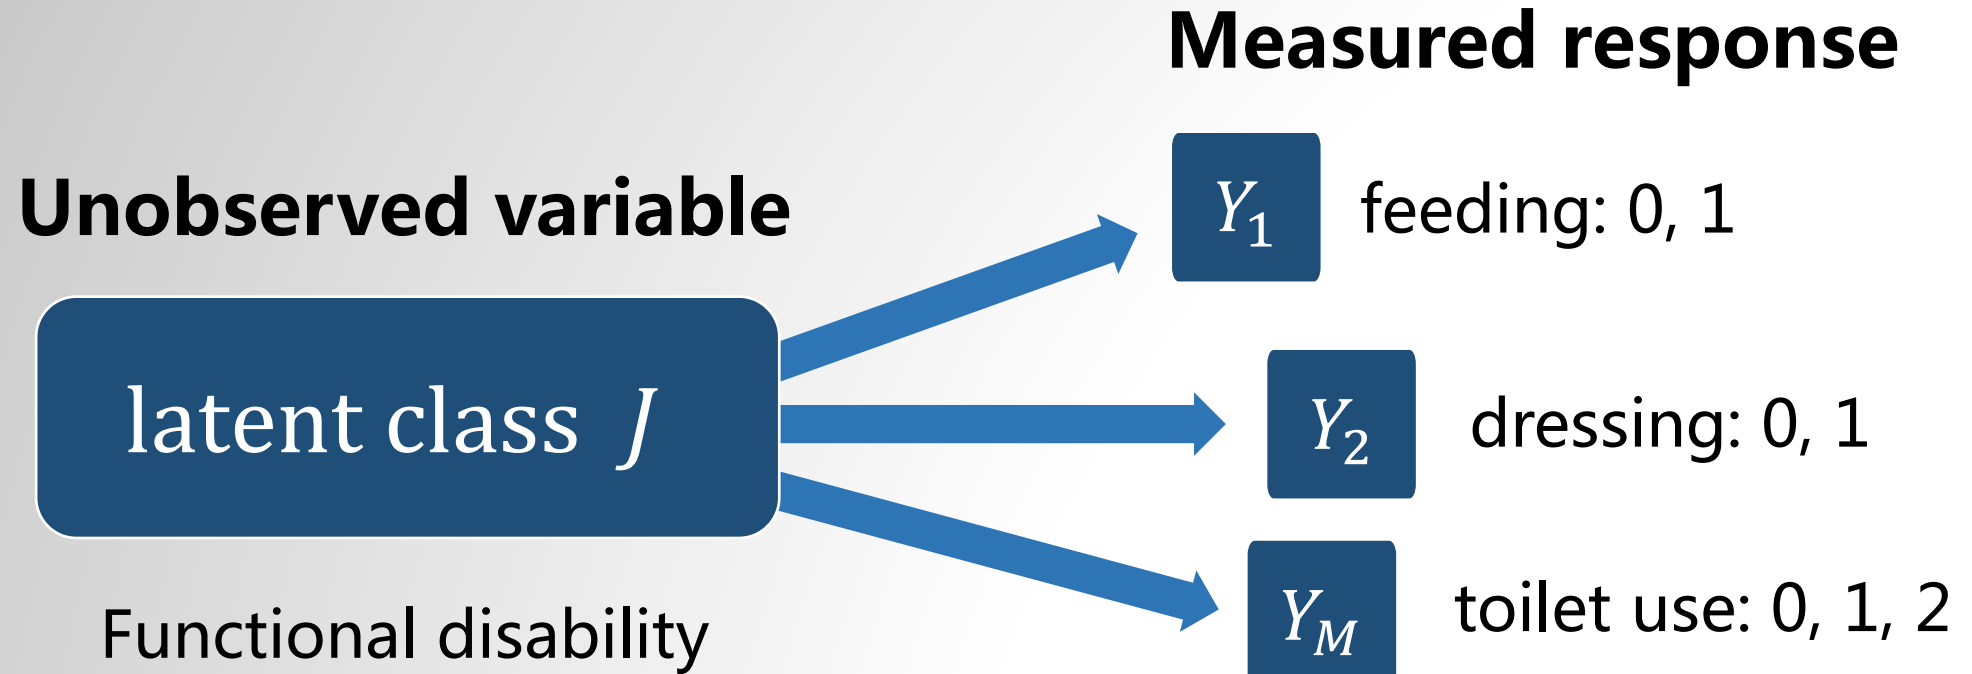 Measured response
Unobserved variable
Y₁ feeding: 0, 1
latent class J
Y₂ dressing: 0, 1
Y_M toilet use: 0, 1, 2
Functional disability